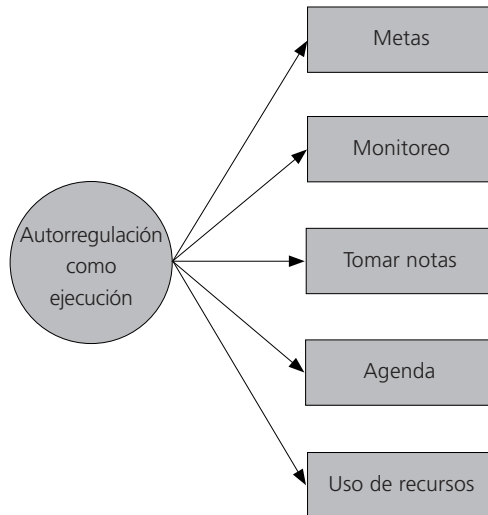 Metas
Monitoreo
Autorregulación
como
ejecución
Tomar notas
Agenda
Uso de recursos